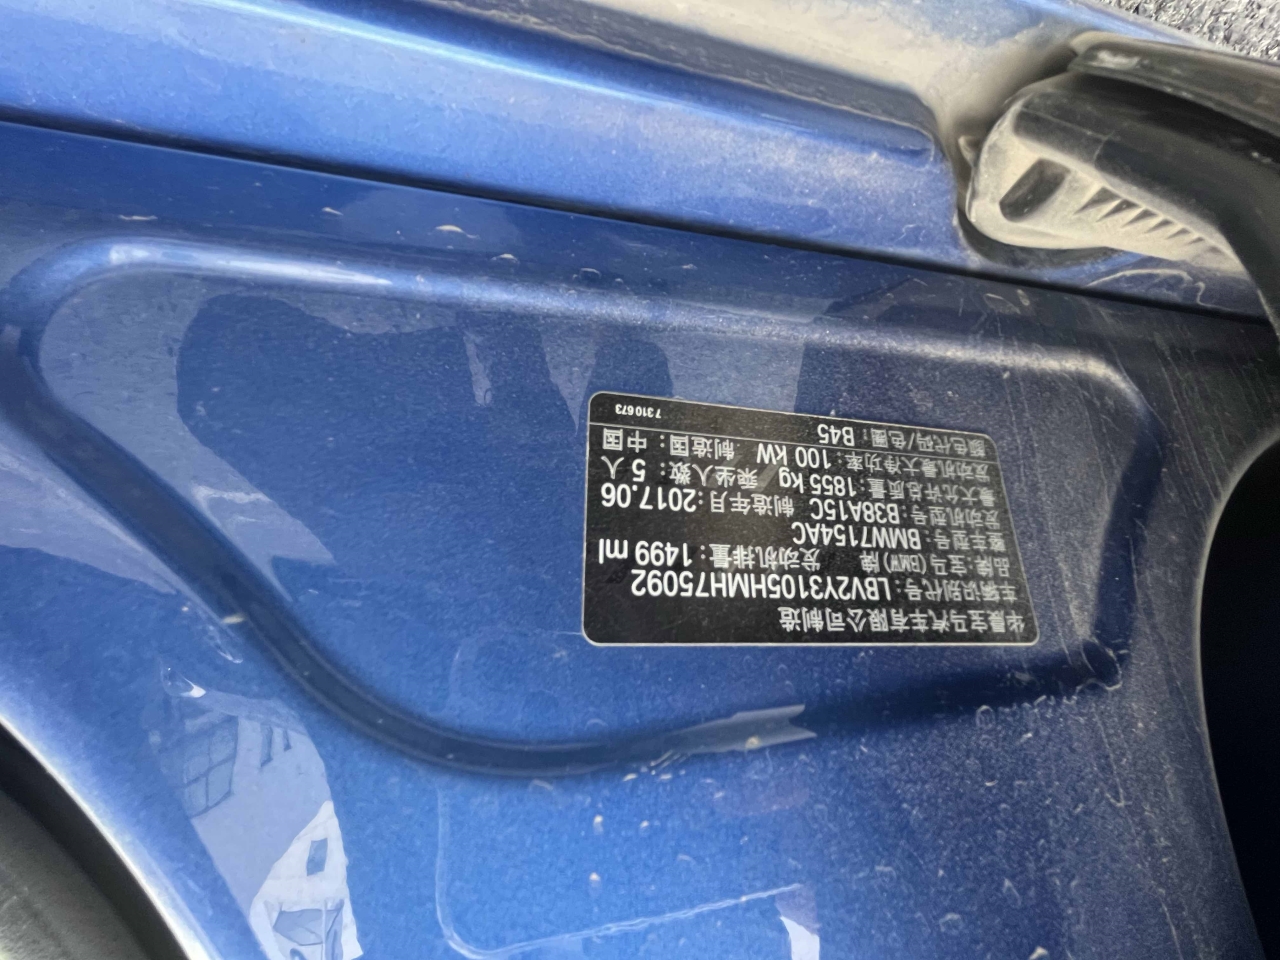 华晨宝马汽车有限公司制造
车辆识别代号：LBV2Y3105HMH75092
品牌：宝马（BMW）牌 发动机排量：1499 ml
整车型号：BMW7154AC
发动机型号：B38A15C 制造年月：2017.06
最大允许总质量：1855 kg 乘坐人数：5 人
发动机最大净功率：100 kW 制造国：中国
颜色代码/色圈：B45
7310673